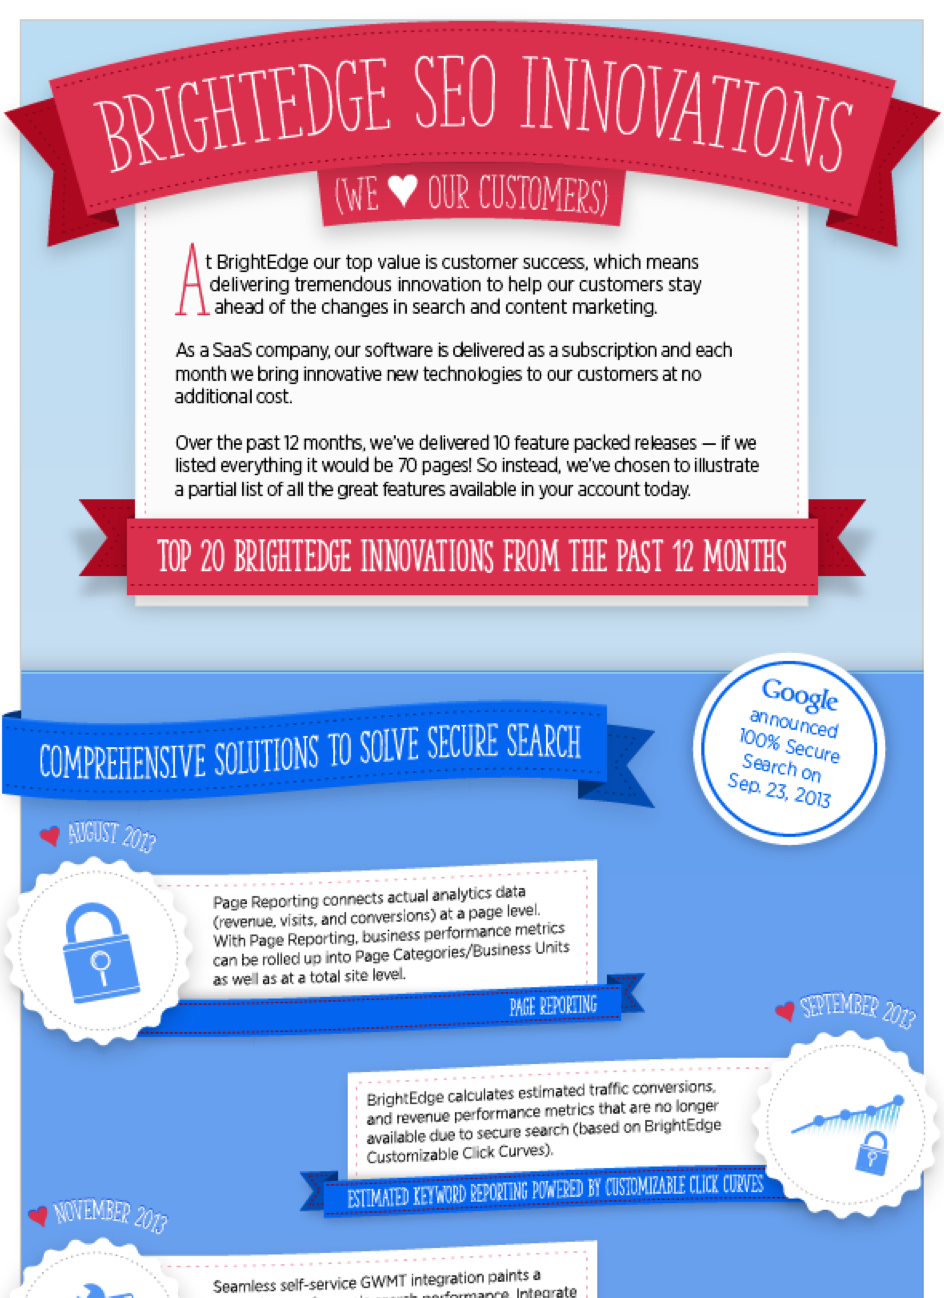 BRIGHTEDGE SEO INNOVATIONS
(WE ♥ OUR CUSTOMERS)
At BrightEdge our top value is customer success, which means
delivering tremendous innovation to help our customers stay
ahead of the changes in search and content marketing.
As a SaaS company, our software is delivered as a subscription and each
month we bring innovative new technologies to our customers at no
additional cost.
Over the past 12 months, we've delivered 10 feature packed releases — if we
listed everything it would be 70 pages! So instead, we've chosen to illustrate
a partial list of all the great features available in your account today.
TOP 20 BRIGHTEDGE INNOVATIONS FROM THE PAST 12 MONTHS
Google
announced
100% Secure
Search on
Sep. 23, 2013
COMPREHENSIVE SOLUTIONS TO SOLVE SECURE SEARCH
AUGUST 2013
Page Reporting connects actual analytics data
(revenue, visits, and conversions) at a page level.
With Page Reporting, business performance metrics
can be rolled up into Page Categories/Business Units
as well as at a total site level.
PAGE REPORTING
SEPTEMBER 2013
BrightEdge calculates estimated traffic conversions,
and revenue performance metrics that are no longer
available due to secure search (based on BrightEdge
Customizable Click Curves).
ESTIMATED KEYWORD REPORTING POWERED BY CUSTOMIZABLE CLICK CURVES
NOVEMBER 2013
Seamless self-service GWMT integration paints a
performance. Integrate